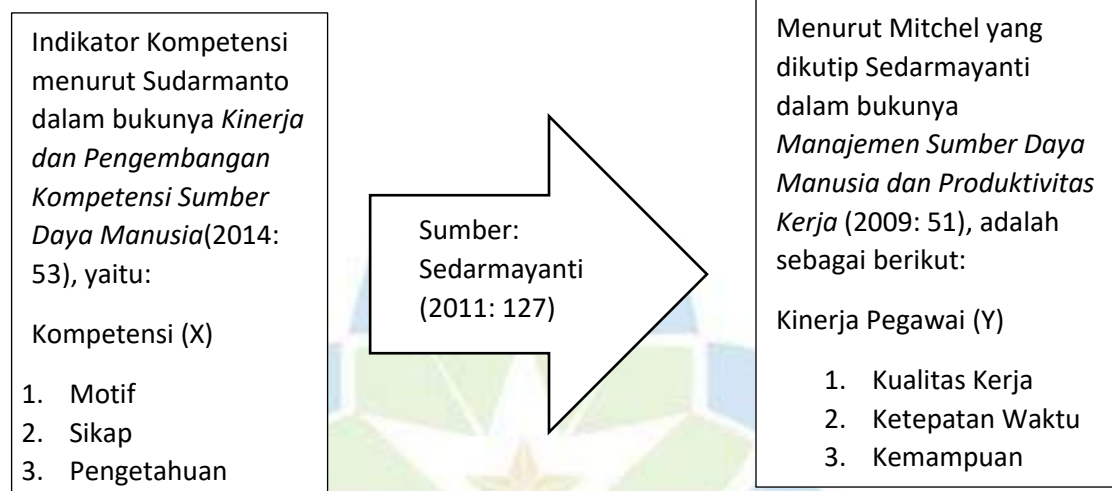 Indikator Kompetensi
menurut Sudarmanto
dalam bukunya Kinerja
dan Pengembangan
Kompetensi Sumber
Daya Manusia(2014:
53), yaitu:
Kompetensi (X)
1. Motif
2. Sikap
3. Pengetahuan
Sumber:
Sedarmayanti
(2011: 127)
Menurut Mitchel yang
dikutip Sedarmayanti
dalam bukunya
Manajemen Sumber Daya
Manusia dan Produktivitas
Kerja (2009: 51), adalah
sebagai berikut:
Kinerja Pegawai (Y)
1. Kualitas Kerja
2. Ketepatan Waktu
3. Kemampuan